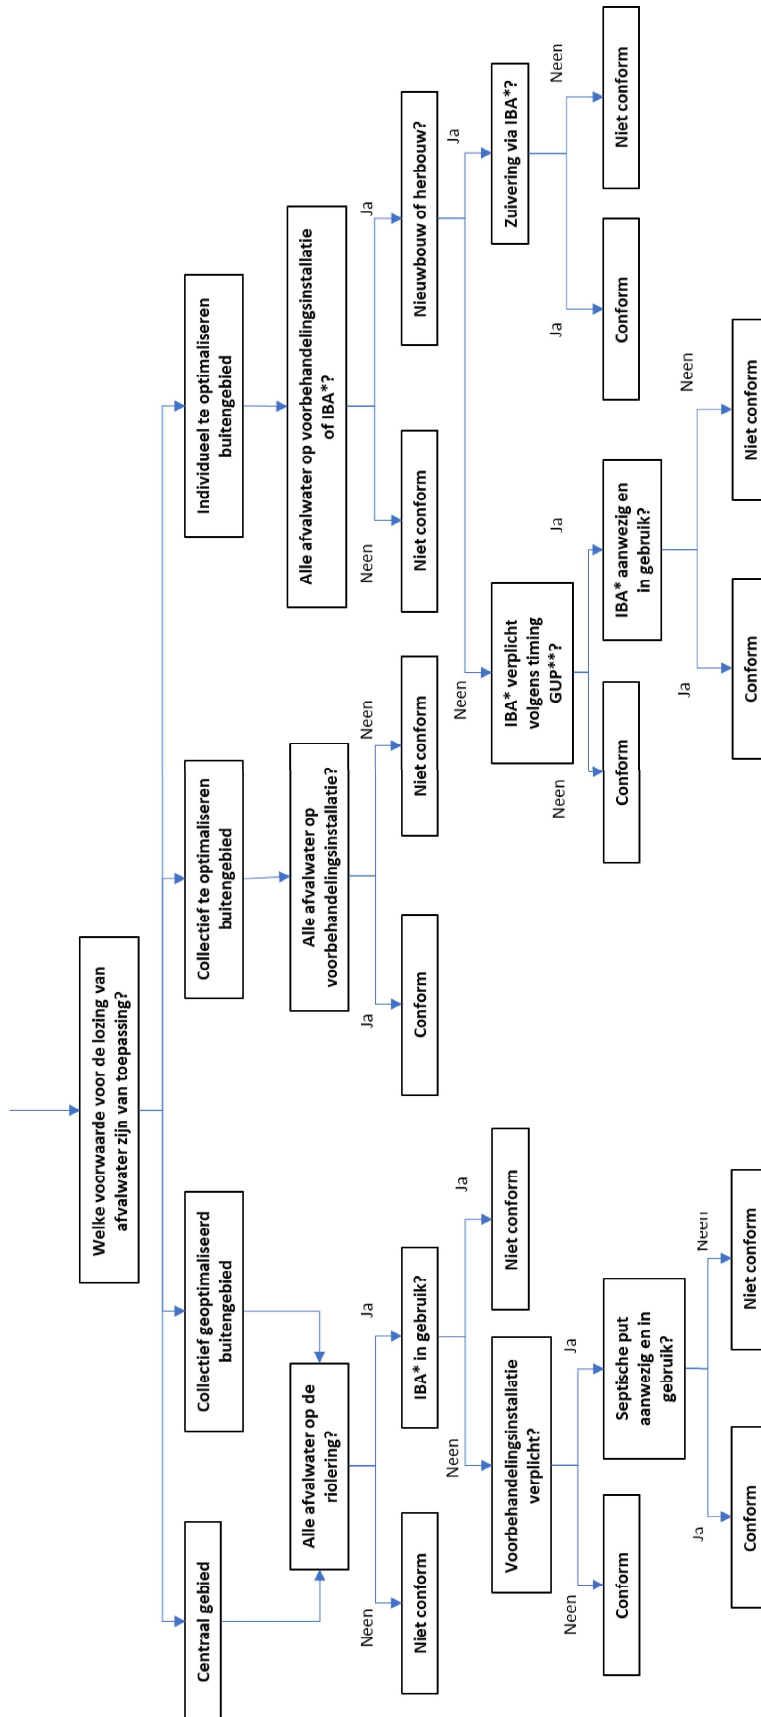 Welke voorwaarde voor de lozing van
afvalwater zijn van toepassing?
Centraal gebied
Collectief geoptimaliseerd
buitengebied
Collectief te optimaliseren
buitengebied
Individueel te optimaliseren
buitengebied
Alle afvalwater op de
riolering?
Alle afvalwater op
voorbehandelingsinstallatie?
Alle afvalwater op voorbehandelingsinstallatie
of IBA*?
Neen
Ja
Ja
Neen
Neen
Ja
Niet conform
IBA* in gebruik?
Conform
Niet conform
Niet conform
Nieuwbouw of herbouw?
Neen
Ja
Neen
Ja
Voorbehandelingsinstallatie
verplicht?
Niet conform
IBA* verplicht
volgens timing
GUP**?
Zuivering via IBA*?
Neen
Ja
Neen
Ja
Ja
Neen
Conform
Septische put
aanwezig en in
gebruik?
Conform
IBA* aanwezig en
in gebruik?
Conform
Niet conform
Ja
Neen
Ja
Neen
Conform
Niet conform
Conform
Niet conform